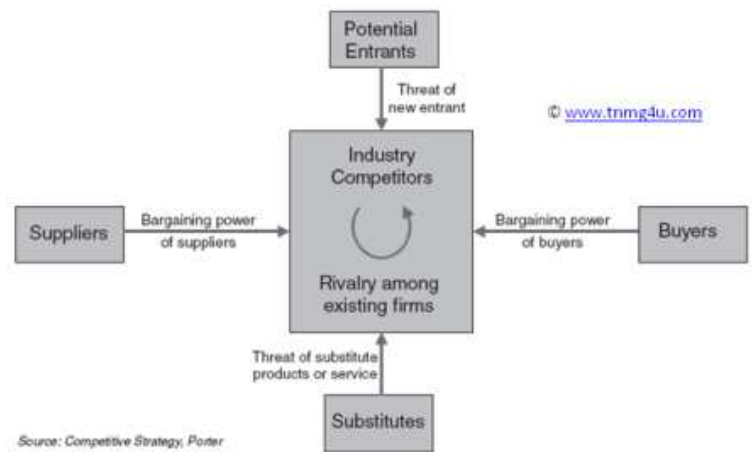 Potential
Entrants
Threat of
new entrant
© www.tnmg4u.com
Industry
Competitors
Suppliers
Bargaining power
of suppliers
Bargaining power
of buyers
Buyers
Rivalry among
existing firms
Threat of substitute
products or service
Substitutes
Source: Competitive Strategy, Porter